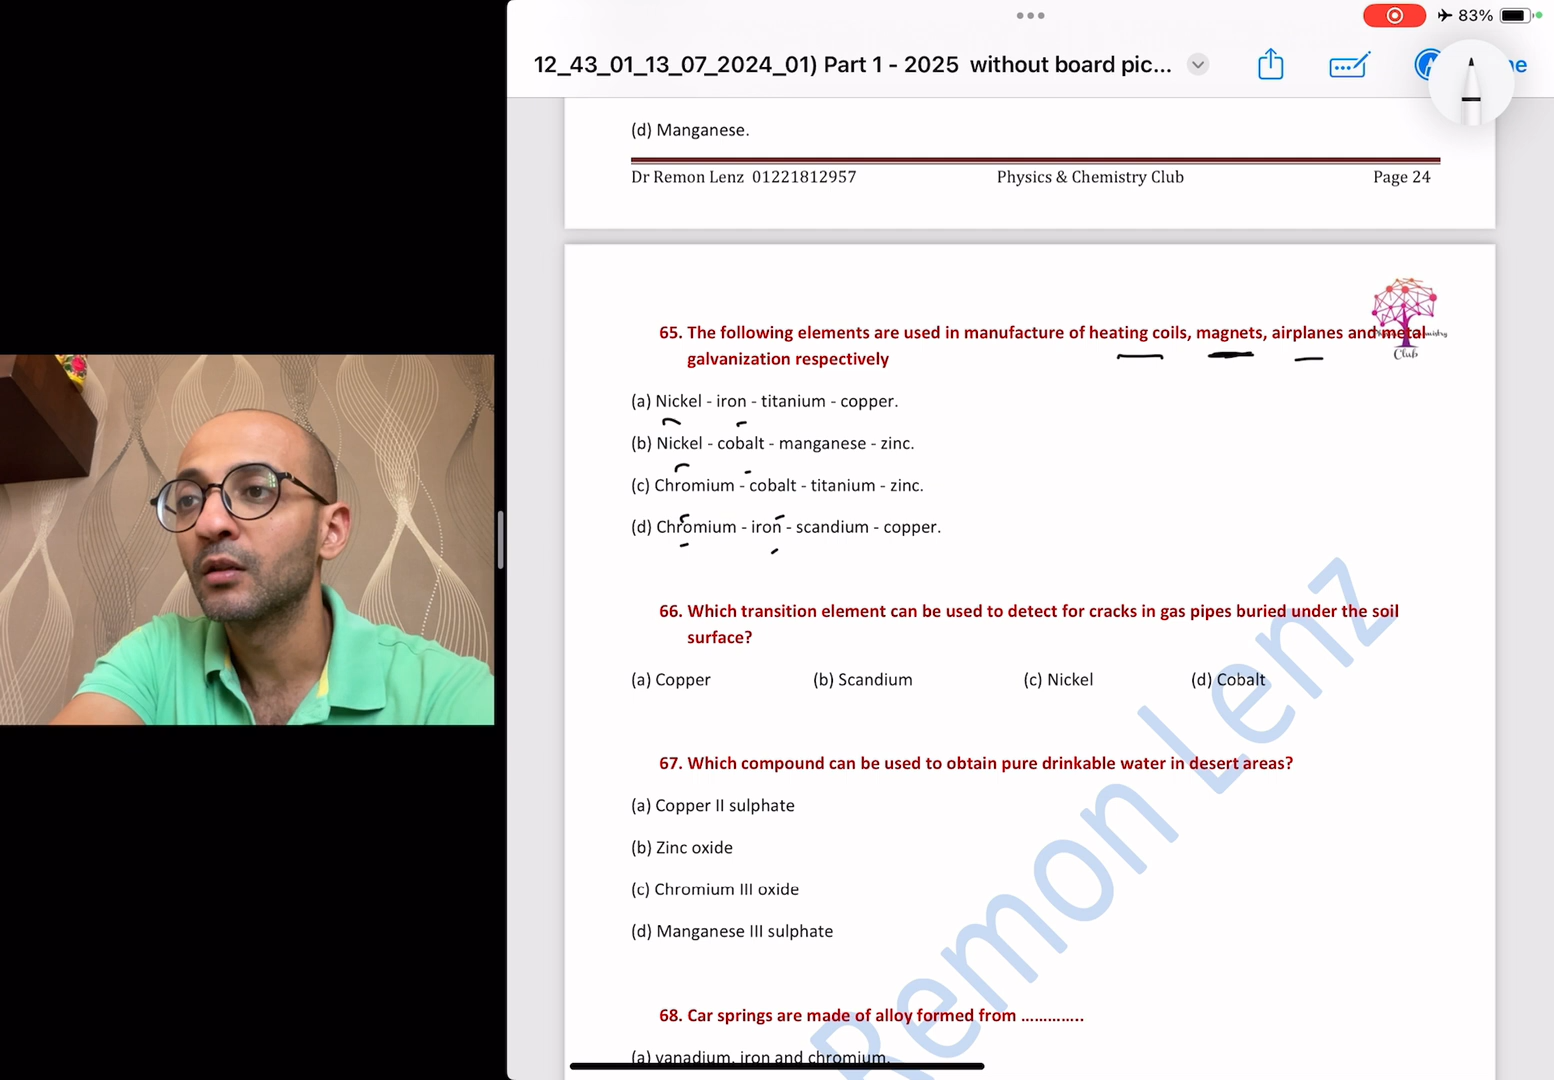 83%
12_43_01_13_07_2024_01) Part 1 - 2025 without board pic...
(d) Manganese.
Dr Remon Lenz 01221812957 Physics & Chemistry Club Page 24
65. The following elements are used in manufacture of heating coils, magnets, airplanes and metal
galvanization respectively
Club
(a) Nickel - iron - titanium - copper.
(b) Nickel - cobalt - manganese - zinc.
(c) Chromium - cobalt - titanium - zinc.
(d) Chromium - iron - scandium - copper.
66. Which transition element can be used to detect for cracks in gas pipes buried under the soil
surface?
(a) Copper (b) Scandium (c) Nickel (d) Cobalt
67. Which compound can be used to obtain pure drinkable water in desert areas?
(a) Copper II sulphate
(b) Zinc oxide
(c) Chromium III oxide
(d) Manganese III sulphate
68. Car springs are made of alloy formed from ..............
(a) vanadium, iron and chromium.
Remon Lenz